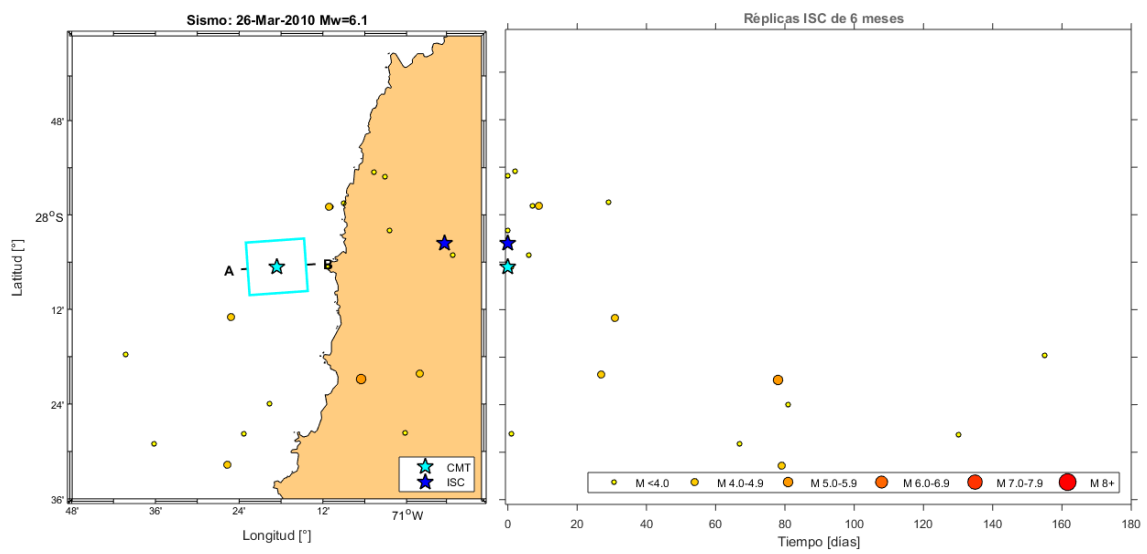 Sismo: 26-Mar-2010 Mw=6.1
Réplicas ISC de 6 meses
48'
28°S
12'
24'
36'
Latitud [°]
A
B
CMT
ISC
48'
36'
24'
12'
71°W
Longitud [°]
M <4.0
M 4.0-4.9
M 5.0-5.9
M 6.0-6.9
M 7.0-7.9
M 8+
0
20
40
60
80
100
120
140
160
180
Tiempo [días]